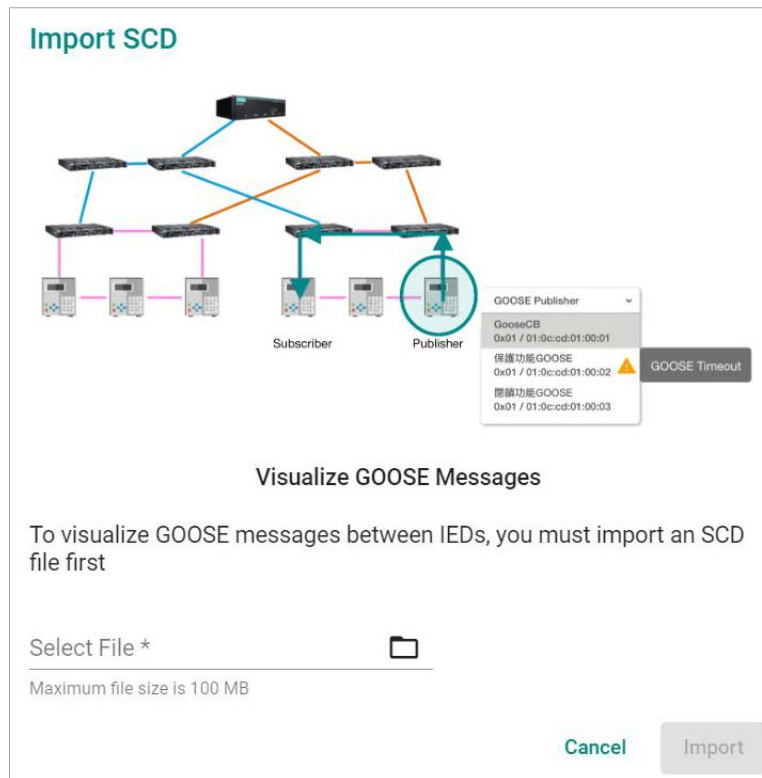 Import SCD
Subscriber
Publisher
GOOSE Publisher
GooseCB
0x01 / 01:0c:cd:01:00:01
保護功能GOOSE
0x01 / 01:0c:cd:01:00:02
GOOSE Timeout
閉鎖功能GOOSE
0x01 / 01:0c:cd:01:00:03
Visualize GOOSE Messages
To visualize GOOSE messages between IEDs, you must import an SCD
file first
Select File *
Maximum file size is 100 MB
Cancel
Import